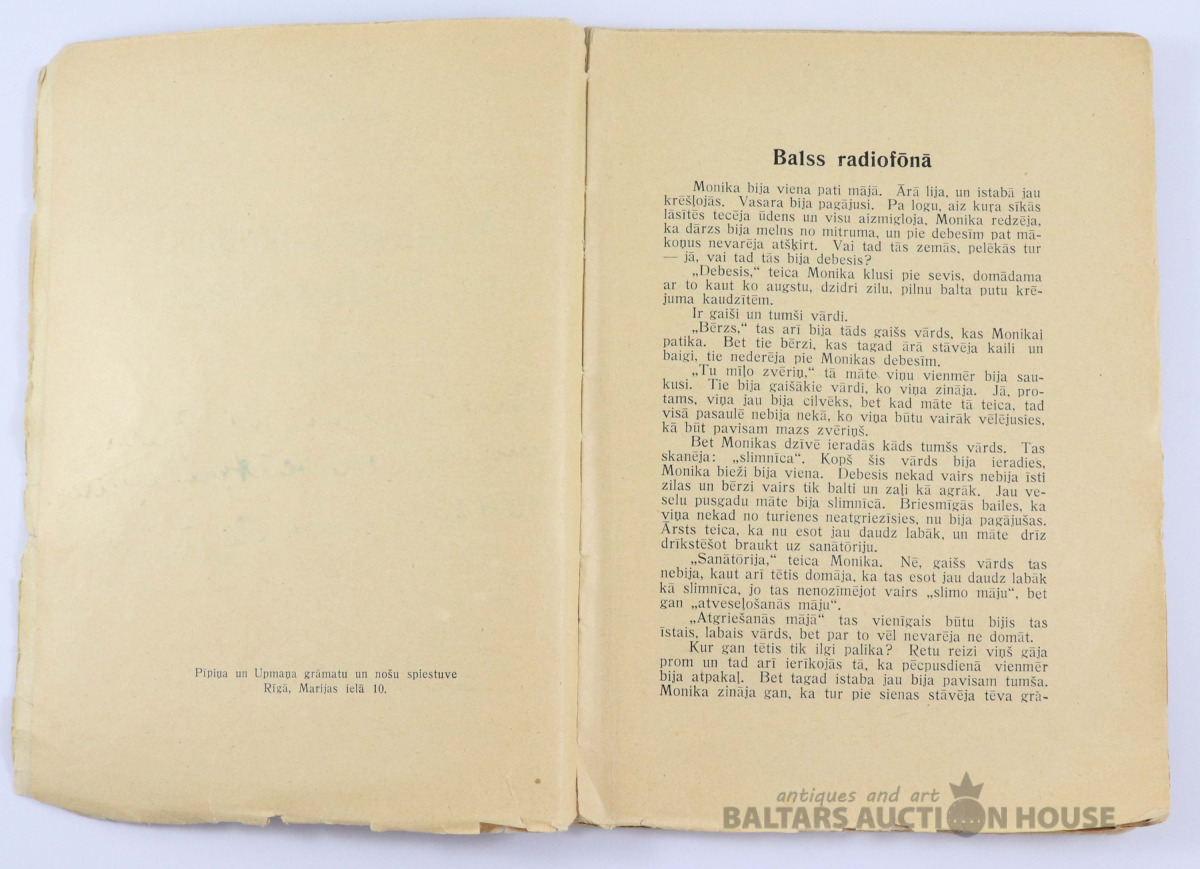 Pīpiņa un Upmaņa grāmatu un nošu spiestuve
Rīgā, Marijas ielā 10.
Balss radiofōnā
Monika bija viena pati mājā. Ārā lija, un istabā jau
krēšļojās. Vasara bija pagājusi. Pa logu, aiz kuŗa sīkās
lāsītēs tecēja ūdens un visu aizmigloja, Monika redzēja,
ka dārzs bija melns no mitruma, un pie debesīm pat mā-
koņus nevarēja atšķirt. Vai tad tās zemās, pelēkās tur
— jā, vai tad tās bija debesis?
„Debesis,“ teica Monika klusi pie sevis, domādama
ar to kaut ko augstu, dzidri zilu, pilnu balta putu krē-
juma kaudzītēm.
Ir gaiši un tumši vārdi.
„Bērzs,“ tas arī bija tāds gaišs vārds, kas Monikai
patika. Bet tie bērzi, kas tagad ārā stāvēja kaili un
baigi, tie nederēja pie Monikas debesīm.
„Tu mīļo zvēriņ,“ tā māte viņu vienmēr bija sau-
kusi. Tie bija gaišākie vārdi, ko viņa zināja. Jā, pro-
tams, viņa jau bija cilvēks, bet kad māte tā teica, tad
visā pasaulē nebija nekā, ko viņa būtu vairāk vēlējusies,
kā būt pavisam mazs zvēriņš.
Bet Monikas dzīvē ieradās kāds tumšs vārds. Tas
skanēja: „slimnīca“. Kopš šis vārds bija ieradies,
Monika bieži bija viena. Debesis nekad vairs nebija īsti
zilas un bērzi vairs tik balti un zaļi kā agrāk. Jau ve-
selu pusgadu māte bija slimnīcā. Briesmīgās bailes, ka
viņa nekad no turienes neatgriezīsies, nu bija pagājušas.
Ārsts teica, ka nu esot jau daudz labāk, un māte drīz
drīkstēšot braukt uz sanātōriju.
„Sanātōrija,“ teica Monika. Nē, gaišs vārds tas
nebija, kaut arī tētis domāja, ka tas esot jau daudz labāk
kā slimnīca, jo tas nenozīmējot vairs „slimo māju“, bet
gan „atveseļošanās māju“.
„Atgriešanās mājā“ tas vienīgais būtu bijis tas
īstais, labais vārds, bet par to vēl nevarēja ne domāt.
Kur gan tētis tik ilgi palika? Retu reizi viņš gāja
prom un tad arī ierīkojās tā, ka pēcpusdienā vienmēr
bija atpakaļ. Bet tagad istaba jau bija pavisam tumša.
Monika zināja gan, ka tur pie sienas stāvēja tēva grā-
antiques and art
BALTARS AUCTION HOUSE